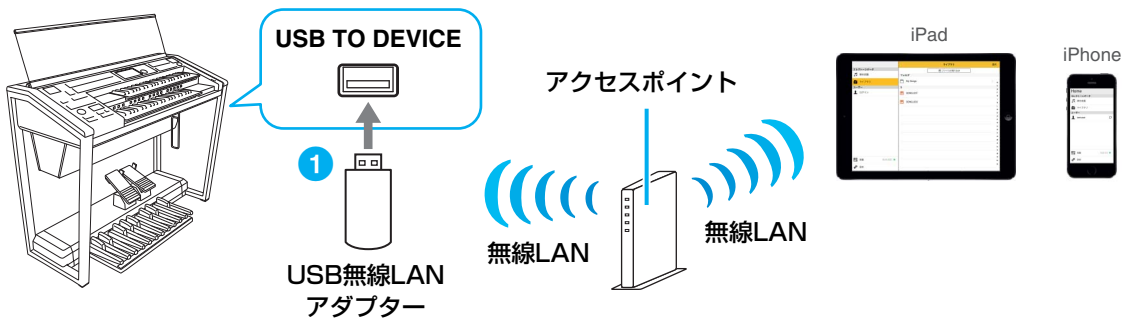 USB TO DEVICE
1
USB無線LAN
アダプター
アクセスポイント
無線LAN
無線LAN
iPad
iPhone
Home